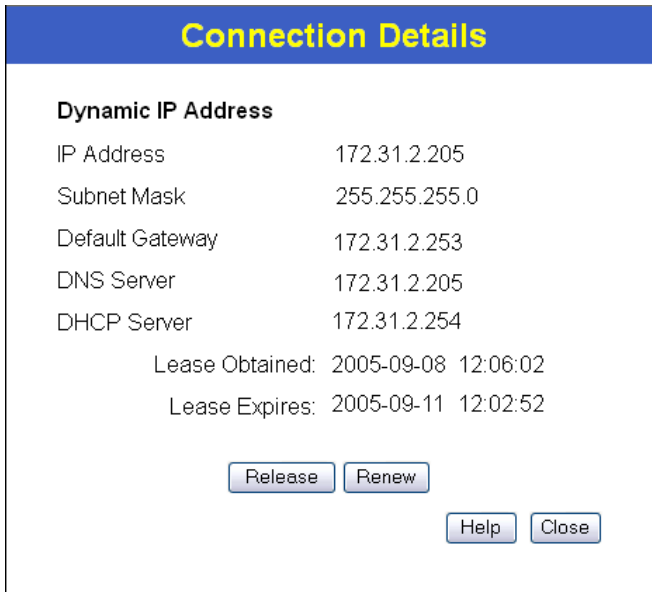 Connection Details
Dynamic IP Address
IP Address 172.31.2.205
Subnet Mask 255.255.255.0
Default Gateway 172.31.2.253
DNS Server 172.31.2.205
DHCP Server 172.31.2.254
Lease Obtained: 2005-09-08 12:06:02
Lease Expires: 2005-09-11 12:02:52
Release Renew
Help Close